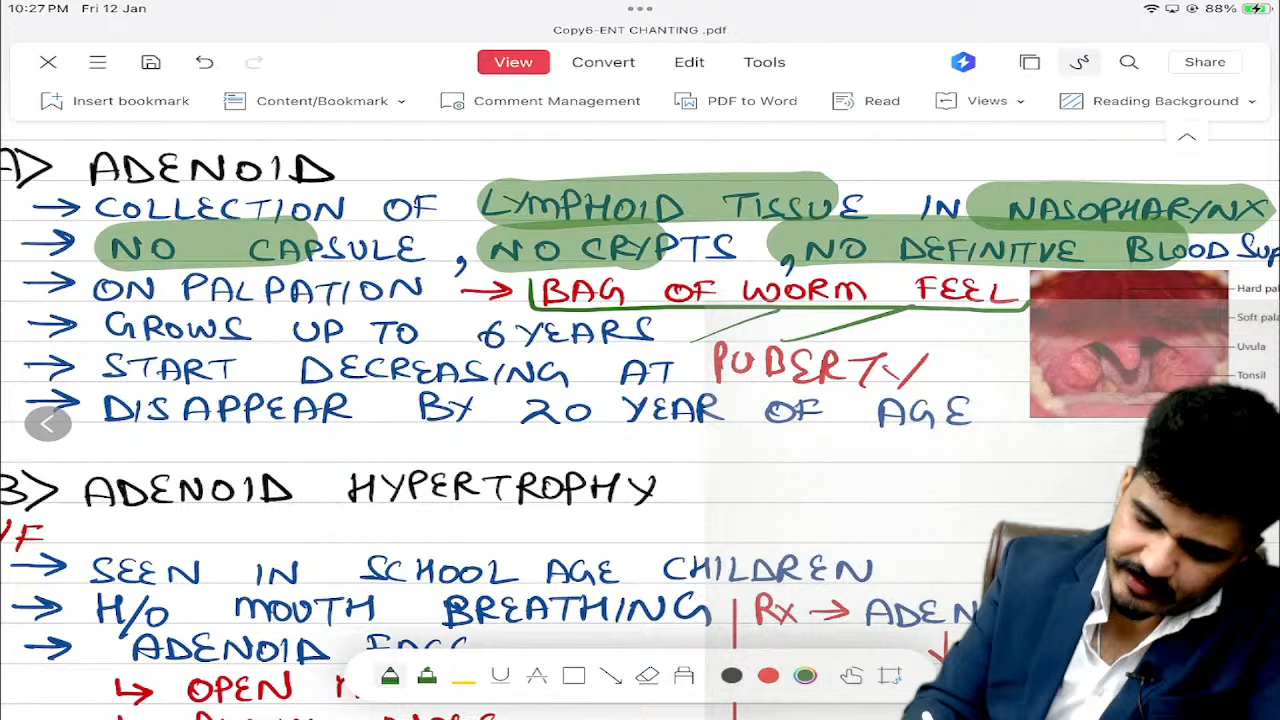 10:27 PM Fri 12 Jan
88%
Copy6-ENT CHANTING .pdf
View Convert Edit Tools Share
Insert bookmark Content/Bookmark Comment Management PDF to Word Read Views Reading Background
A> ADENOID
→ COLLECTION OF LYMPHOID TISSUE IN NASOPHARYNX
→ NO CAPSULE, NO CRYPTS, NO DEFINITVE BLOOD SUP
→ ON PALPATION → BAG OF WORM FEEL
→ GROWS UP TO 6 YEARS
→ START DECREASING AT PUBERTY
→ DISAPPEAR BY 20 YEAR OF AGE
Hard pal
Soft pala
Uvula
Tonsil
B> ADENOID HYPERTROPHY
/F
→ SEEN IN SCHOOL AGE CHILDREN
→ H/O MOUTH BREATHING
Rx → ADEN
→ ADENOID
↳ OPEN